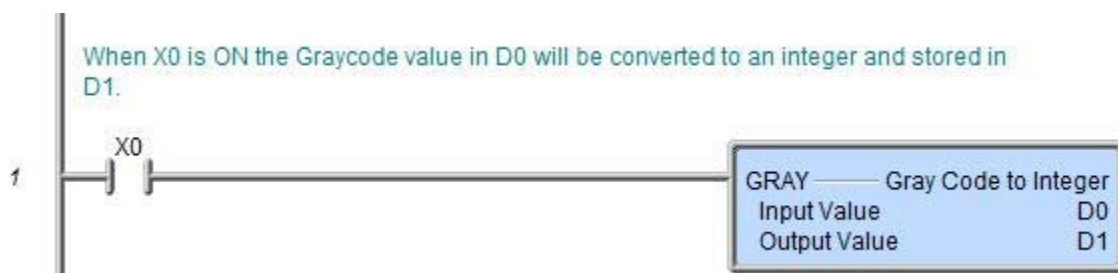 When X0 is ON the Graycode value in D0 will be converted to an integer and stored in
D1.
X0
1
GRAY Gray Code to Integer
Input Value D0
Output Value D1